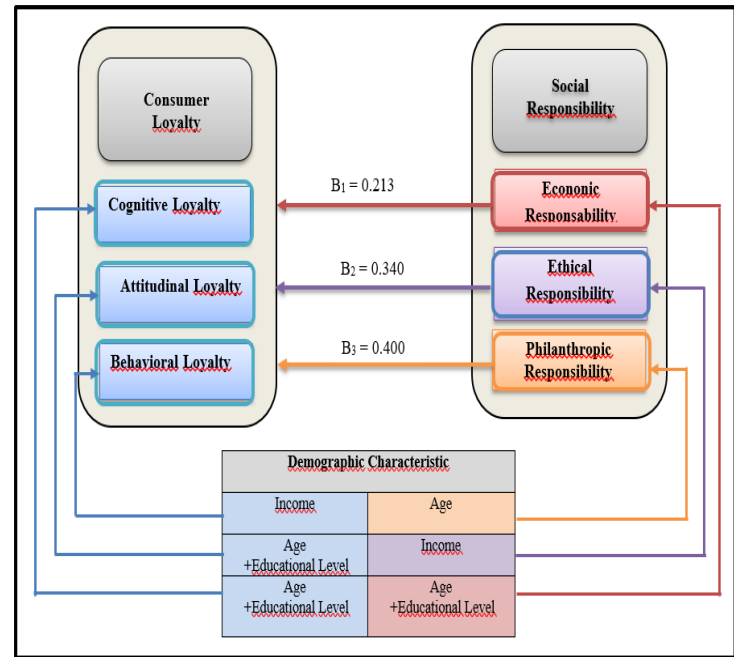 Consumer
Loyalty
Social
Responsibility
Cognitive Loyalty
B1 = 0.213
Econonic
Responsability
Attitudinal Loyalty
B2 = 0.340
Ethical
Responsibility
Behavioral Loyalty
B3 = 0.400
Philanthropic
Responsibility
Demographic Characteristic
Income
Age
Age
+Educational Level
Income
Age
+Educational Level
Age
+Educational Level